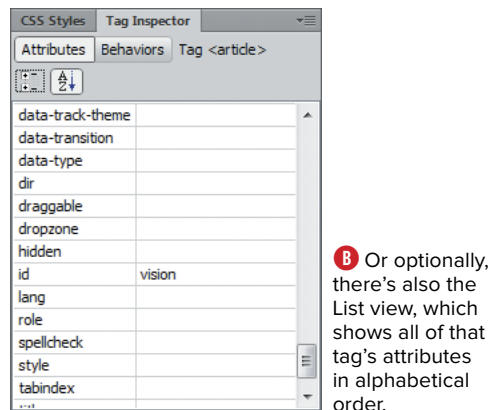 CSS Styles Tag Inspector
Attributes Behaviors Tag <article>
A
Z
data-track-theme
data-transition
data-type
dir
draggable
dropzone
hidden
id vision
lang
role
spellcheck
style
tabindex
B Or optionally,
there's also the
List view, which
shows all of that
tag's attributes
in alphabetical
order.